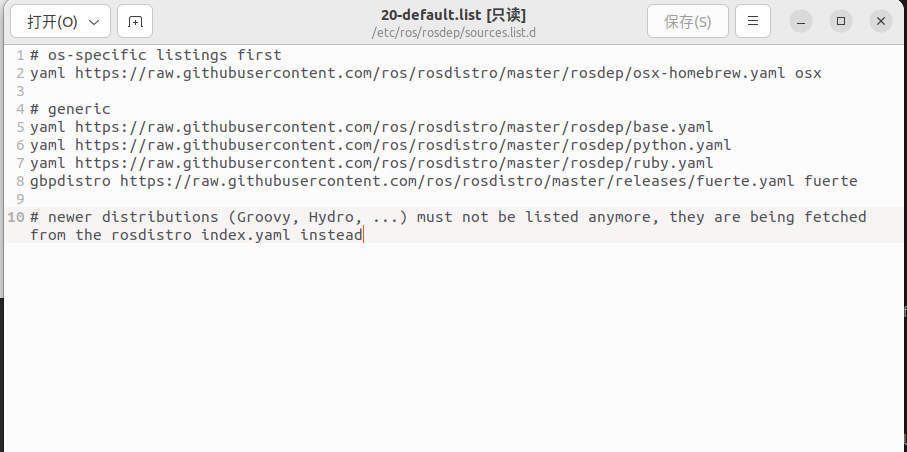 打开(O)
20-default.list [只读]
/etc/ros/rosdep/sources.list.d
保存(S)
1 # os-specific listings first
2 yaml https://raw.githubusercontent.com/ros/rosdistro/master/rosdep/osx-homebrew.yaml osx
3
4 # generic
5 yaml https://raw.githubusercontent.com/ros/rosdistro/master/rosdep/base.yaml
6 yaml https://raw.githubusercontent.com/ros/rosdistro/master/rosdep/python.yaml
7 yaml https://raw.githubusercontent.com/ros/rosdistro/master/rosdep/ruby.yaml
8 gbpdistro https://raw.githubusercontent.com/ros/rosdistro/master/releases/fuerte.yaml fuerte
9
10 # newer distributions (Groovy, Hydro, ...) must not be listed anymore, they are being fetched
from the rosdistro index.yaml instead